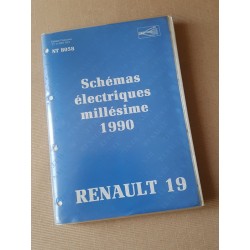 NT 8058
Schémas
électriques
millésime
1990
RENAULT 19